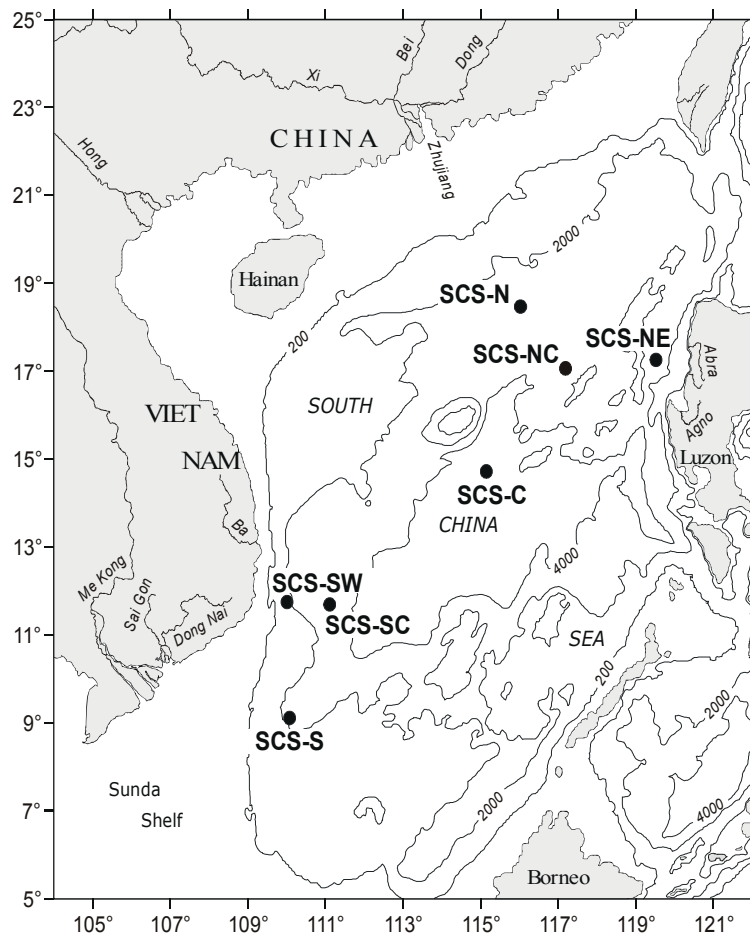 25°
23°
21°
19°
17°
15°
13°
11°
9°
7°
5°
Xi
Bei
Dong
CHINA
Hong
Zhujiang
2000
Hainan
SCS-N
200
SCS-NE
SCS-NC
Abra
SOUTH
VIET
NAM
Agno
Luzon
SCS-C
CHINA
Ba
4000
Me Kong
Sai Gon
Dong Nai
SCS-SW
SCS-SC
SEA
200
SCS-S
2000
Sunda
Shelf
2000
4000
Borneo
105° 107° 109° 111° 113° 115° 117° 119° 121°